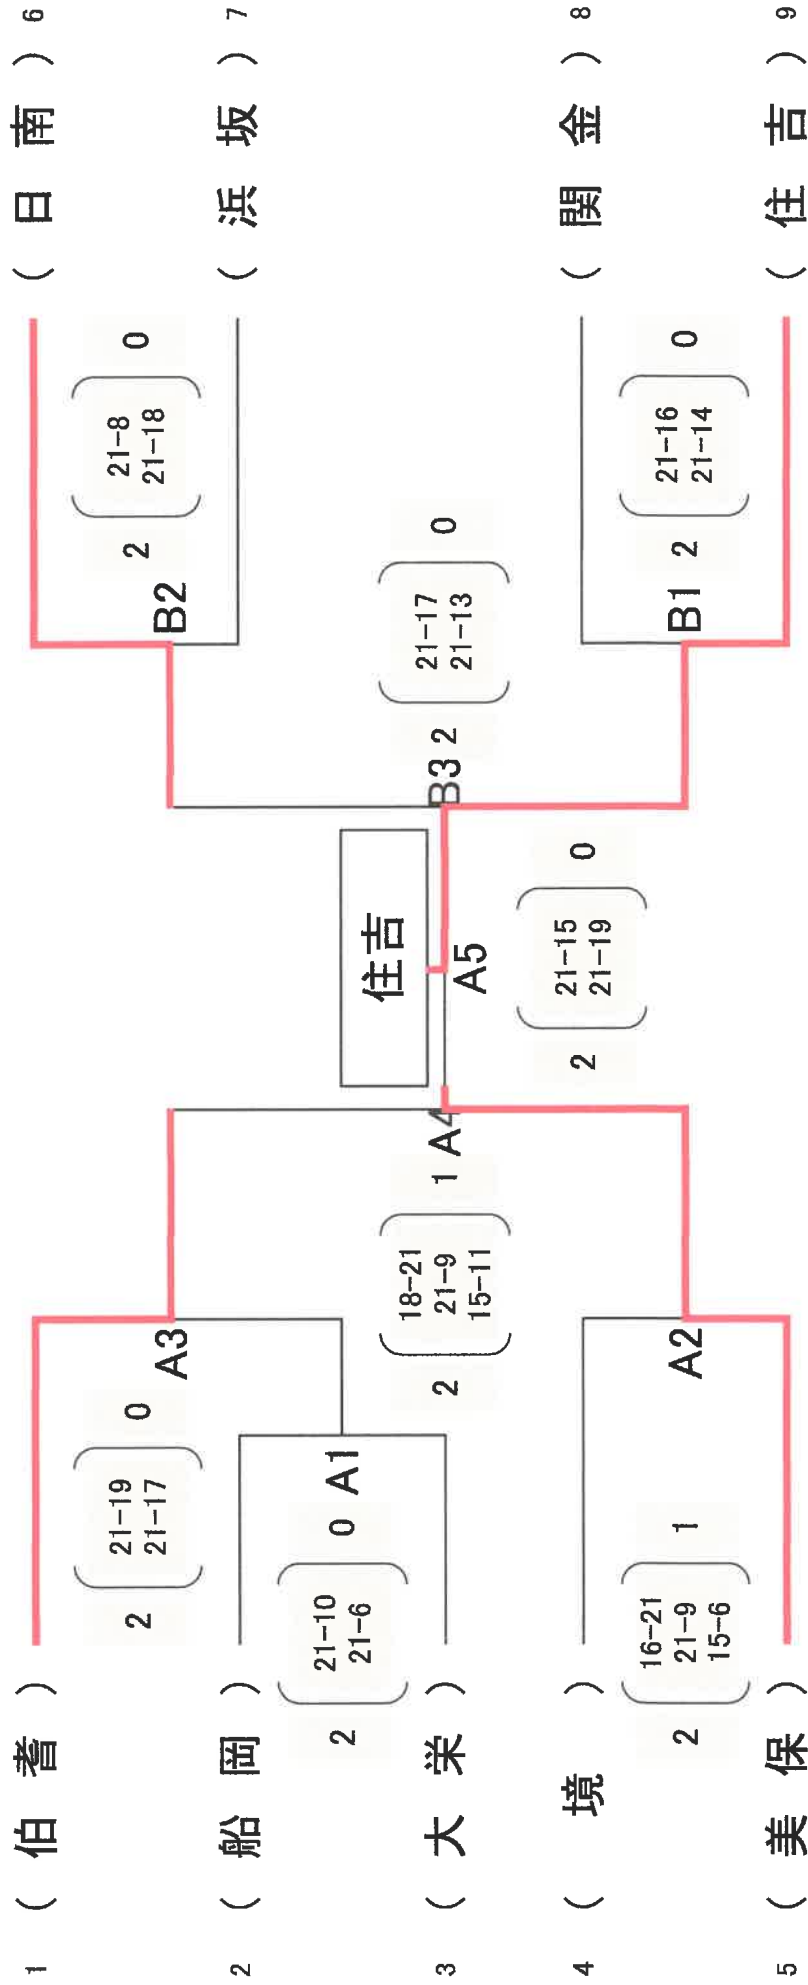 1 （ 伯 耆 ）
2 （ 船 岡 ）
3 （ 大 栄 ）
4 （ 境 ）
5 （ 美 保 ）
2 0
21-19
21-17
A3
2 0
21-10
21-6
A1
2 1
16-21
21-9
15-6
A2
2 1
18-21
21-9
15-11
A4
住吉
A5
2 0
21-15
21-19
B3
2 0
21-17
21-13
B2
2 0
21-8
21-18
B1
2 0
21-16
21-14
（ 日 南 ） 6
（ 浜 坂 ） 7
（ 関 金 ） 8
（ 住 吉 ） 9